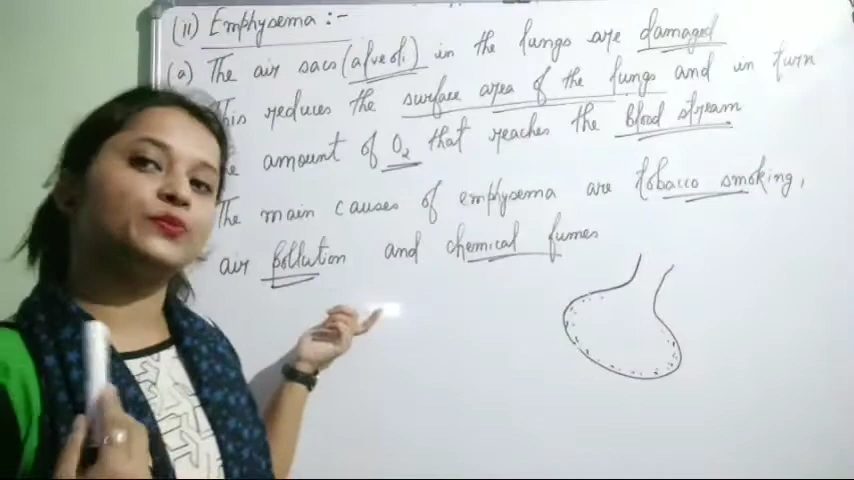 (ii) Emphysema :-
(a) The air sacs (alveoli) in the lungs are damaged
This reduces the surface area of the lungs and in turn
amount of O2 that reaches the blood stream
The main causes of emphysema are tobacco smoking,
air pollution and chemical fumes